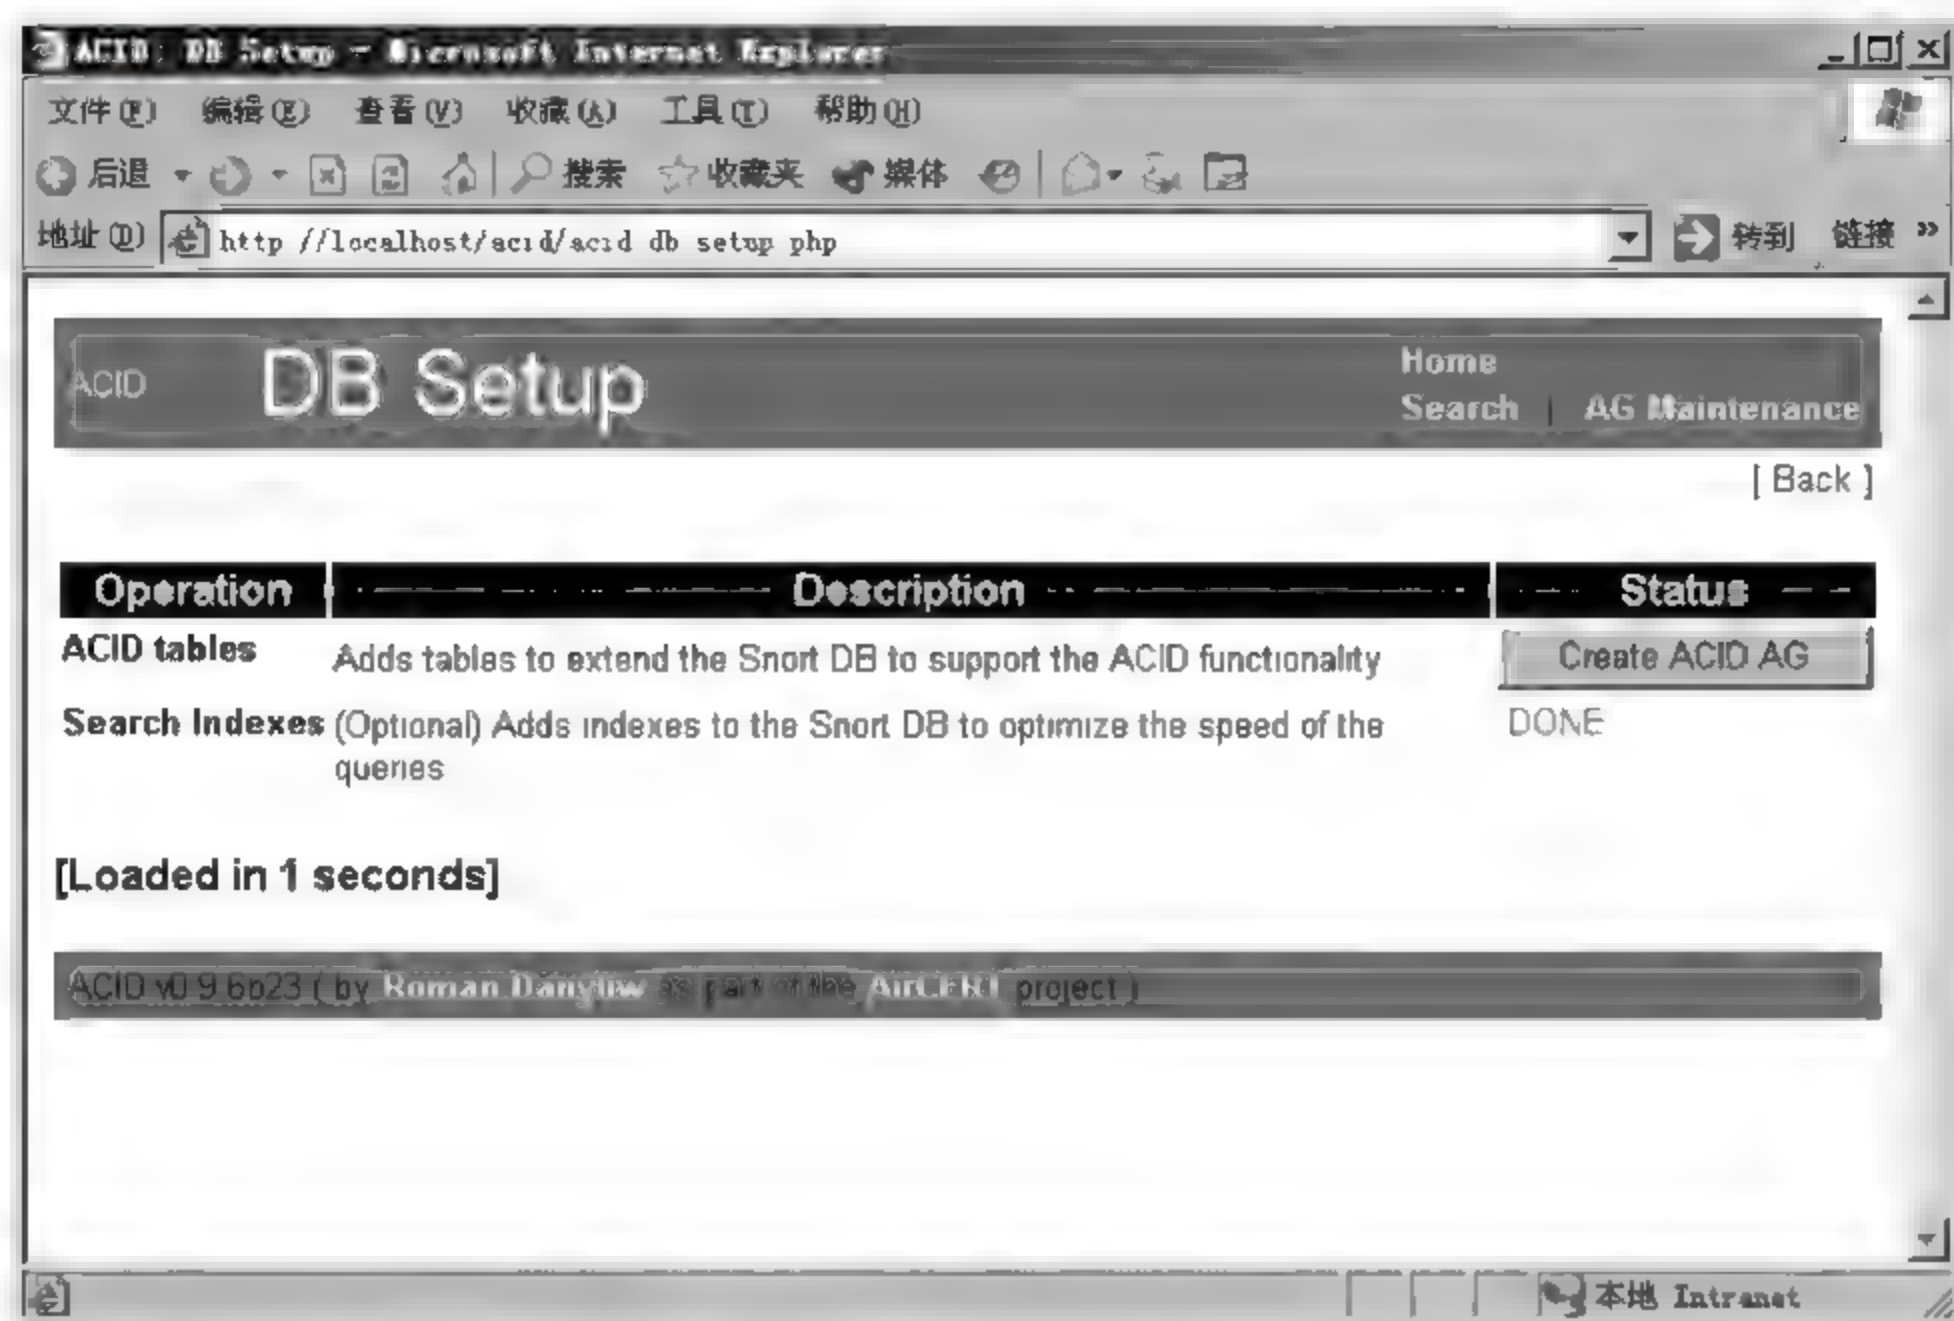 ACID: DB Setup - Microsoft Internet Explorer
文件(F) 编辑(E) 查看(V) 收藏(A) 工具(T) 帮助(H)
后退 搜索 收藏夹 媒体
地址(D) http //localhost/acid/acid db setup php 转到 链接 »
ACID DB Setup
Home
Search | AG Maintenance
[ Back ]
Operation Description Status
ACID tables Adds tables to extend the Snort DB to support the ACID functionality Create ACID AG
Search Indexes (Optional) Adds indexes to the Snort DB to optimize the speed of the DONE
queries
[Loaded in 1 seconds]
ACID v0 9 6b23 ( by Roman Danyliw as part of the AirCERT project )
本地 Intranet